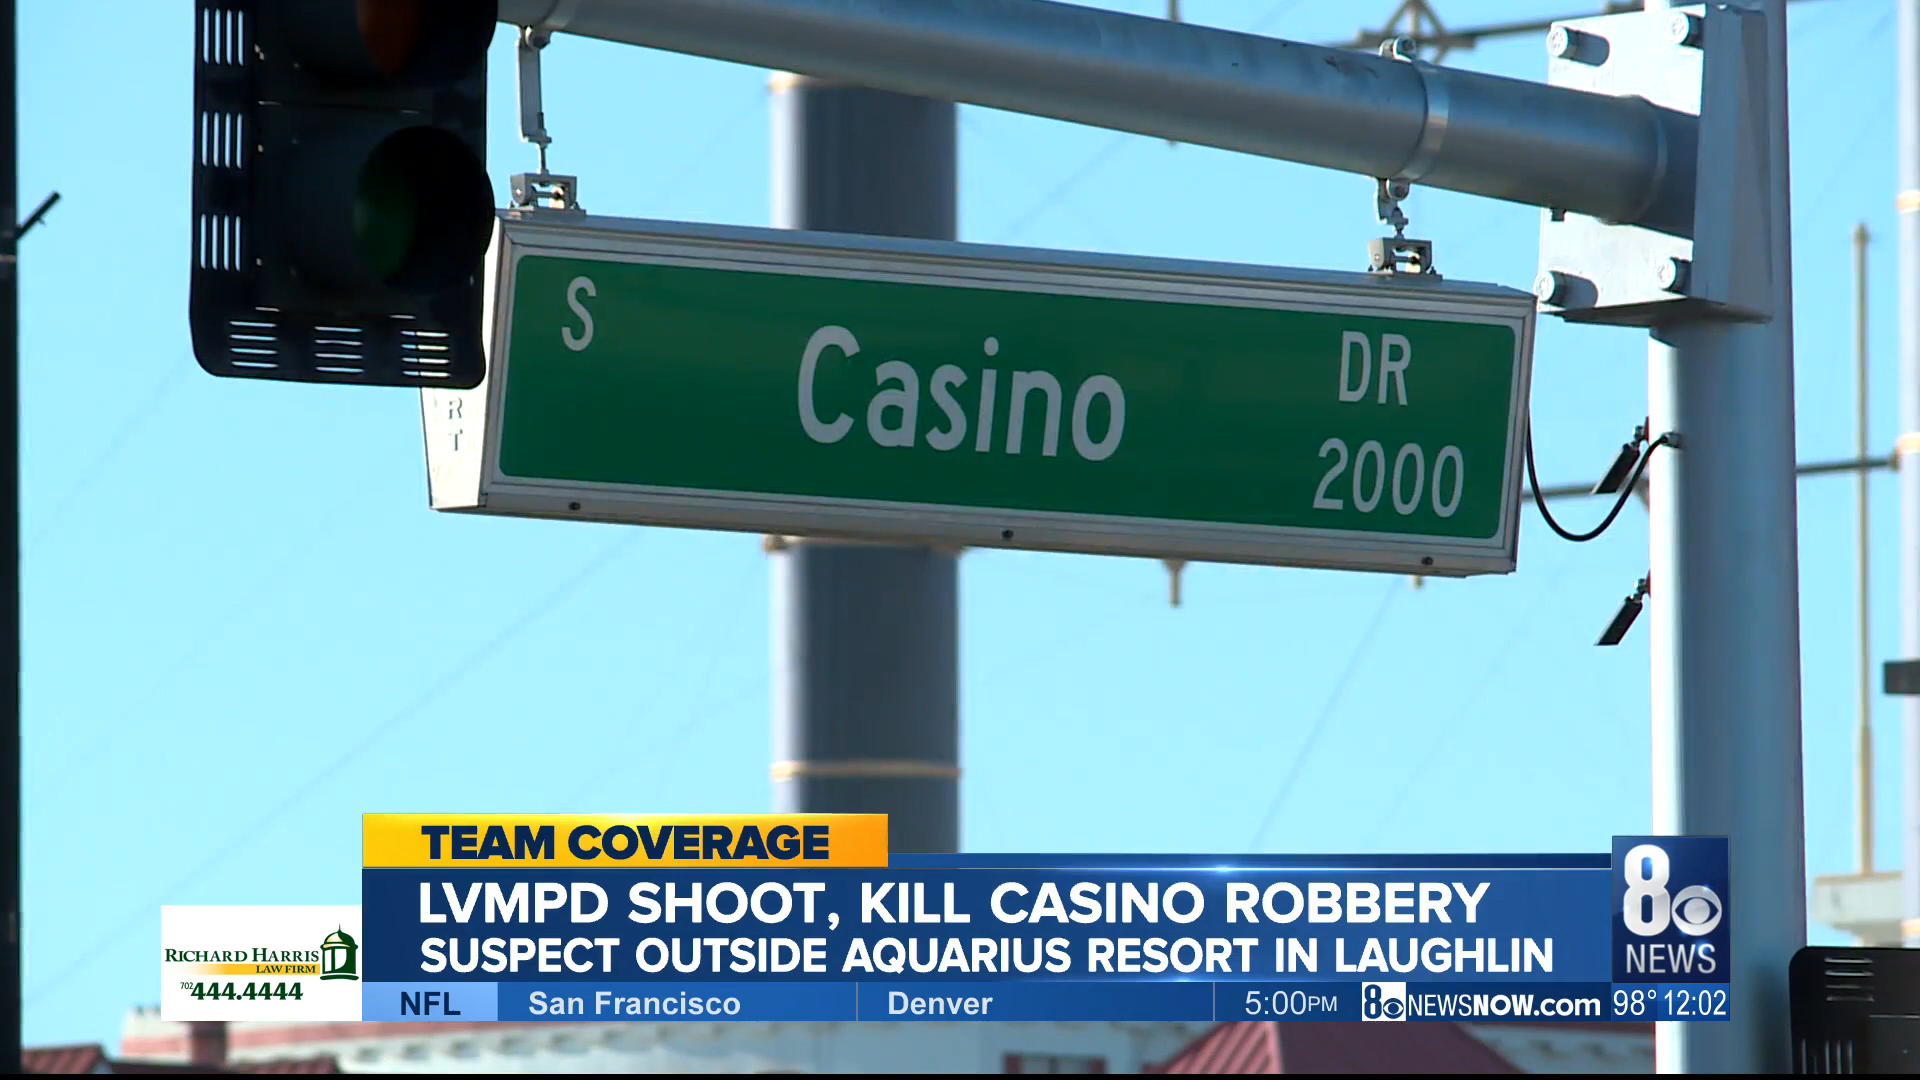 S Casino DR
2000
R
T
TEAM COVERAGE
LVMPD SHOOT, KILL CASINO ROBBERY
SUSPECT OUTSIDE AQUARIUS RESORT IN LAUGHLIN
8 NEWS
RICHARD HARRIS
LAW FIRM
702 444.4444
NFL San Francisco Denver 5:00PM 8NEWSNOW.com 98° 12:02